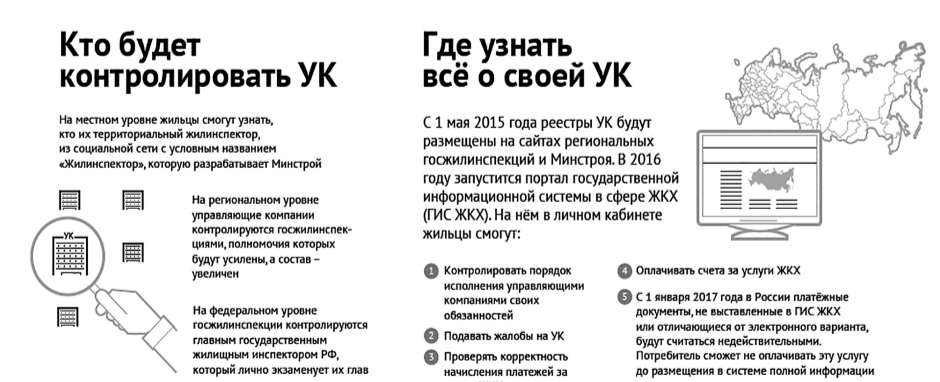 Кто будет
контролировать УК
На местном уровне жильцы смогут узнать,
кто их территориальный жилинспектор,
из социальной сети с условным названием
«Жилинспектор», которую разрабатывает Минстрой
УК
На региональном уровне
управляющие компании
контролируются госжилинспек-
циями, полномочия которых
будут усилены, а состав –
увеличен
На федеральном уровне
госжилинспекции контролируются
главным государственным
жилищным инспектором РФ,
который лично экзаменует их глав
Где узнать
всё о своей УК
С 1 мая 2015 года реестры УК будут
размещены на сайтах региональных
госжилинспекций и Минстроя. В 2016
году запустится портал государственной
информационной системы в сфере ЖКХ
(ГИС ЖКХ). На нём в личном кабинете
жильцы смогут:
1 Контролировать порядок
исполнения управляющими
компаниями своих
обязанностей
2 Подавать жалобы на УК
3 Проверять корректность
начисления платежей за
4 Оплачивать счета за услуги ЖКХ
5 С 1 января 2017 года в России платёжные
документы, не выставленные в ГИС ЖКХ
или отличающиеся от электронного варианта,
будут считаться недействительными.
Потребитель сможет не оплачивать эту услугу
до размещения в системе полной информации